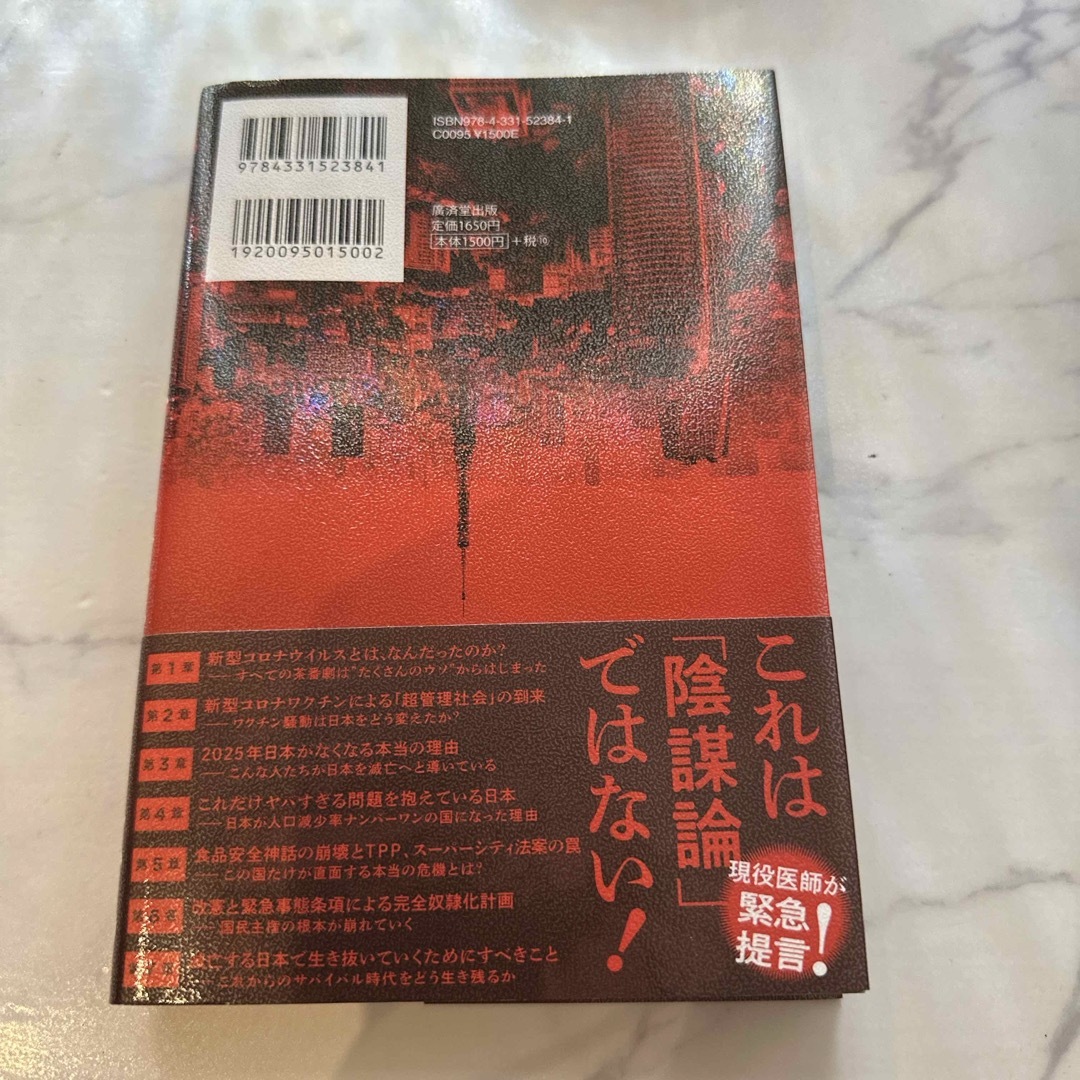 ISBN978-4-331-52384-1
C0095 ¥1500E
9784331523841
1920095015002
廣済堂出版
定価1650円
本体1500円+税⑩
これは
「陰謀論」
ではない!
現役医師が
緊急
提言!
第1章 新型コロナウイルスとは、なんだったのか?
——すべての茶番劇は“たくさんのウソ”からはじまった
第2章 新型コロナワクチンによる「超管理社会」の到来
——ワクチン騒動は日本をどう変えたか?
第3章 2025年日本がなくなる本当の理由
——こんな人たちが日本を滅亡へと導いている
第4章 これだけヤバすぎる問題を抱えている日本
——日本が人口減少率ナンバーワンの国になった理由
第5章 食品安全神話の崩壊とTPP、スーパーシティ法案の罠
——この国だけが直面する本当の危機とは?
第6章 改悪と緊急事態条項による完全奴隷化計画
——国民主権の根本が崩れていく
亡する日本で生き抜いていくためにすべきこと
これからのサバイバル時代をどう生き残るか